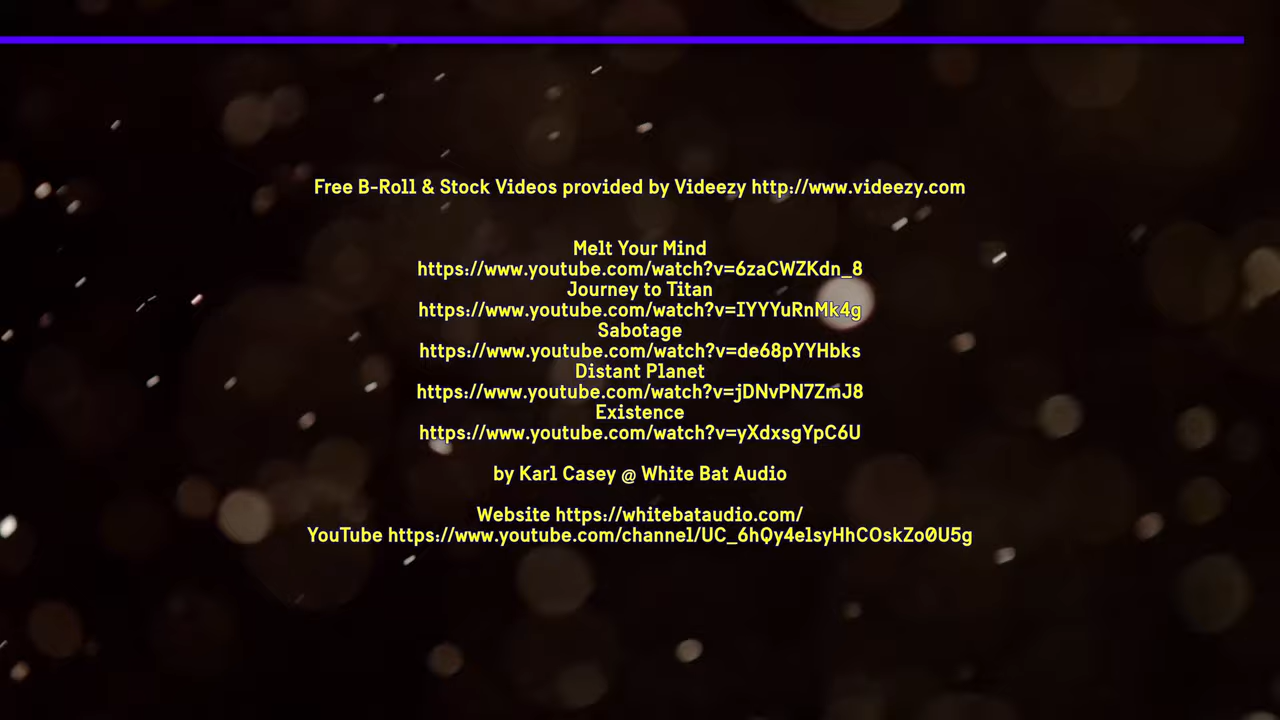 Free B-Roll & Stock Videos provided by Videezy http://www.videezy.com
Melt Your Mind
https://www.youtube.com/watch?v=6zaCWZKdn_8
Journey to Titan
https://www.youtube.com/watch?v=IYYYuRnMk4g
Sabotage
https://www.youtube.com/watch?v=de68pYYHbks
Distant Planet
https://www.youtube.com/watch?v=jDNvPN7ZmJ8
Existence
https://www.youtube.com/watch?v=yXdxsgYpC6U
by Karl Casey @ White Bat Audio
Website https://whitebataudio.com/
YouTube https://www.youtube.com/channel/UC_6hQy4elsyHhCOskZo0U5g